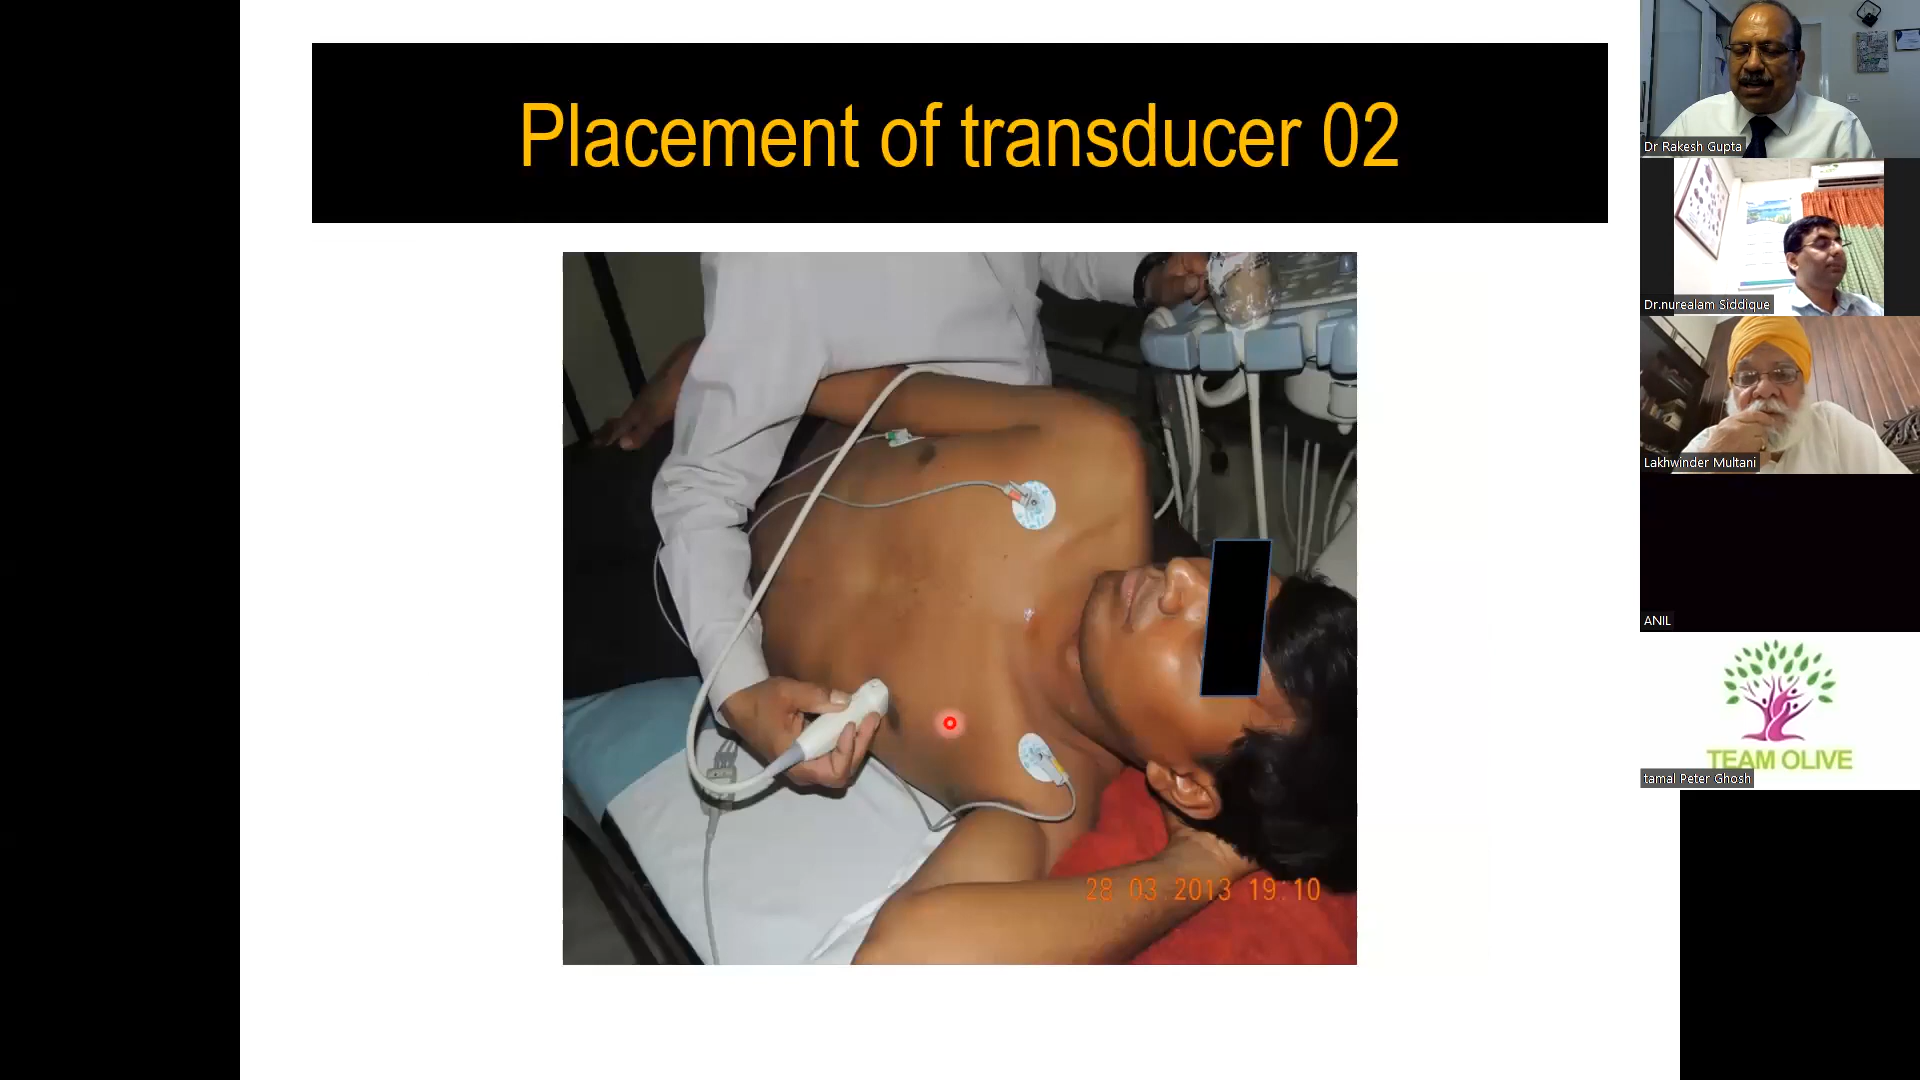 Placement of transducer 02
28 03 2013 19:10
Dr Rakesh Gupta
Dr.nurealam Siddique
Lakhwinder Multani
ANIL
TEAM OLIVE
tamal Peter Ghosh